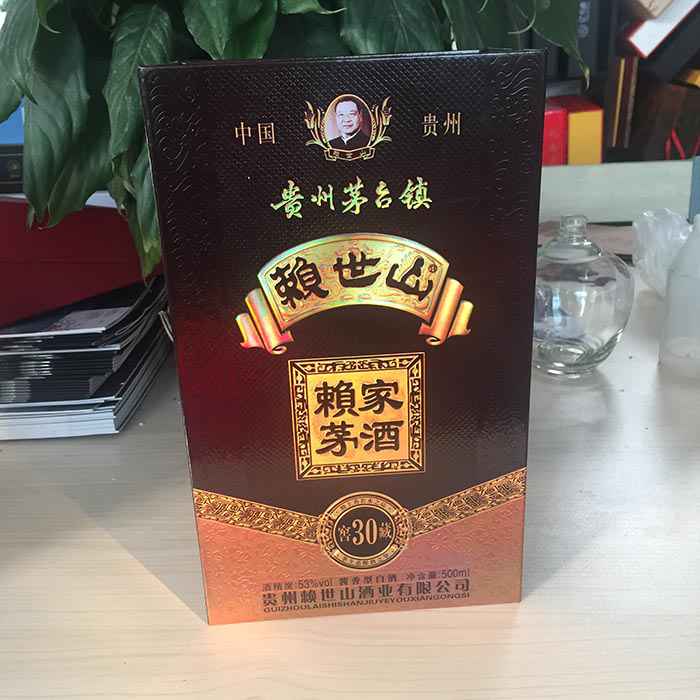 中国 贵州
贵州茅台镇
賴世山
賴家
茅酒
窖30藏
酒精度:53%vol 酱香型白酒 净含量:500ml
贵州赖世山酒业有限公司
GUIZHOULAISHISHANJIUYEYOUXIANGONGSI